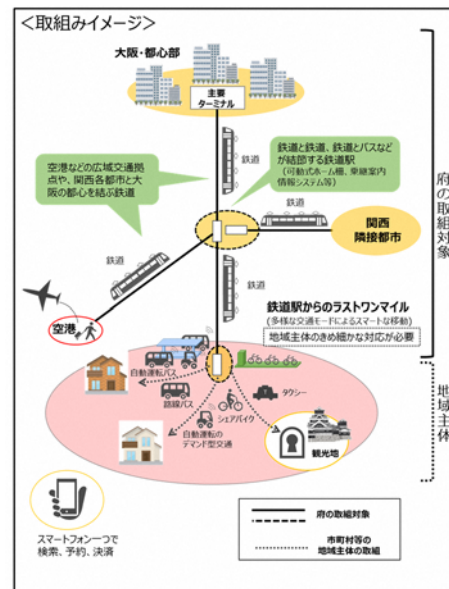 ＜取組みイメージ＞
大阪・都心部
主要
ターミナル
鉄道
鉄道と鉄道、鉄道とバスなど
が結節する鉄道駅
（可動式ホーム柵、乗継案内
情報システム等）
空港などの広域交通拠
点や、関西各都市と大
阪の都心を結ぶ鉄道
鉄道
関西
隣接都市
鉄道
鉄道
空港
府の取組対象
鉄道駅からのラストワンマイル
(多様な交通モードによるスマートな移動)
地域主体のきめ細かな対応が必要
自動運転バス
路線バス
タクシー
シェアバイク
自動運転の
デマンド型交通
観光地
地域主体
スマートフォン一つで
検索、予約、決済
府の取組対象
市町村等の
地域主体の取組